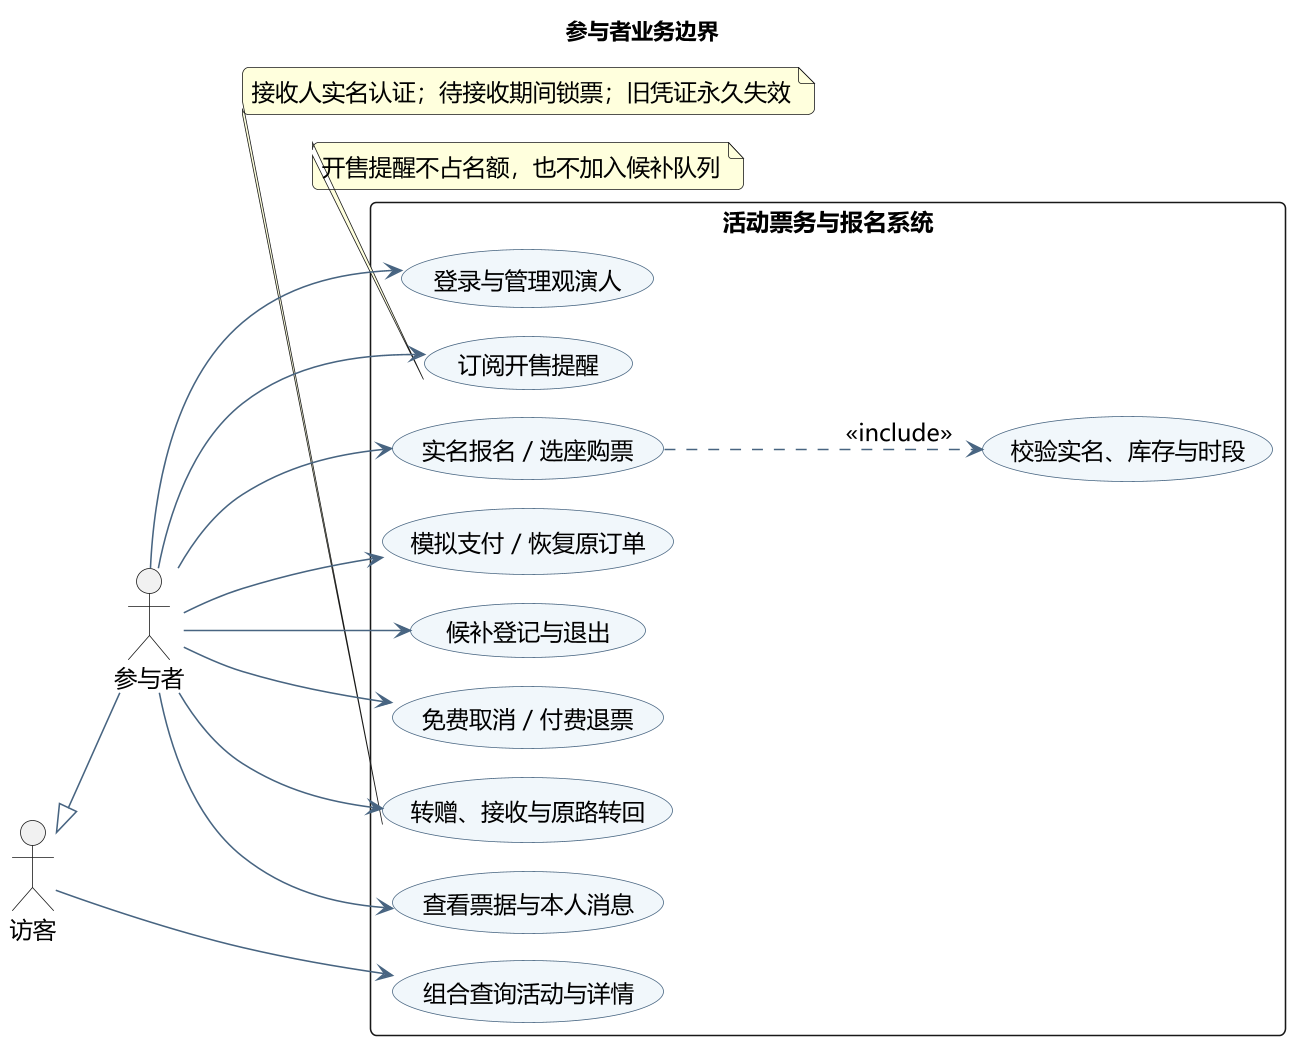 参与者业务边界
接收人实名认证；待接收期间锁票；旧凭证永久失效
开售提醒不占名额，也不加入候补队列
活动票务与报名系统
登录与管理观演人
订阅开售提醒
实名报名 / 选座购票
«include»
校验实名、库存与时段
模拟支付 / 恢复原订单
候补登记与退出
参与者
免费取消 / 付费退票
转赠、接收与原路转回
查看票据与本人消息
访客
组合查询活动与详情